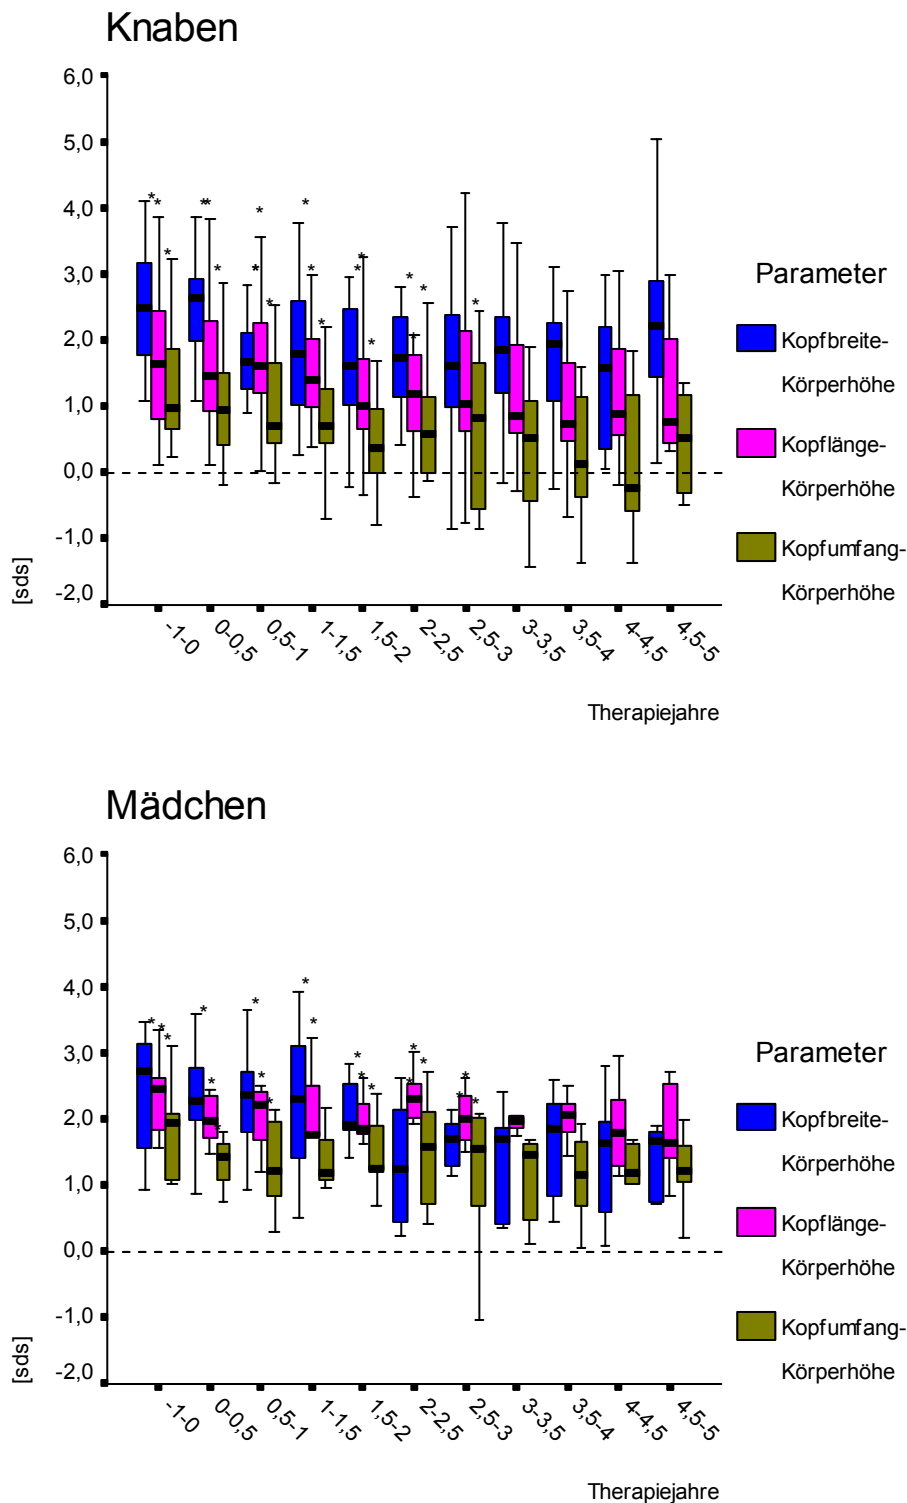 Knaben
6,0
5,0
4,0
3,0
2,0
1,0
0,0
-1,0
-2,0
[sds]
-1-0
0-0,5
0,5-1
1-1,5
1,5-2
2-2,5
2,5-3
3-3,5
3,5-4
4-4,5
4,5-5
Therapiejahre
Parameter
Kopfbreite-
Körperhöhe
Kopflänge-
Körperhöhe
Kopfumfang-
Körperhöhe
Mädchen
6,0
5,0
4,0
3,0
2,0
1,0
0,0
-1,0
-2,0
[sds]
-1-0
0-0,5
0,5-1
1-1,5
1,5-2
2-2,5
2,5-3
3-3,5
3,5-4
4-4,5
4,5-5
Therapiejahre
Parameter
Kopfbreite-
Körperhöhe
Kopflänge-
Körperhöhe
Kopfumfang-
Körperhöhe